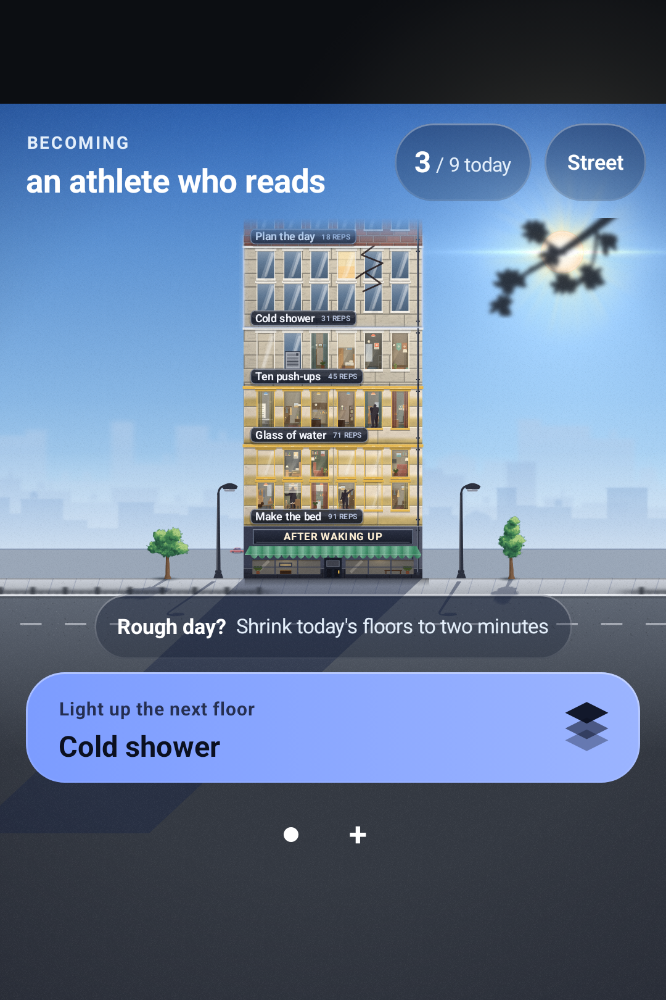 BECOMING
an athlete who reads
3 / 9 today
Street
Plan the day 18 REPS
Cold shower 31 REPS
Ten push-ups 45 REPS
Glass of water 71 REPS
Make the bed 91 REPS
AFTER WAKING UP
Rough day? Shrink today's floors to two minutes
Light up the next floor
Cold shower